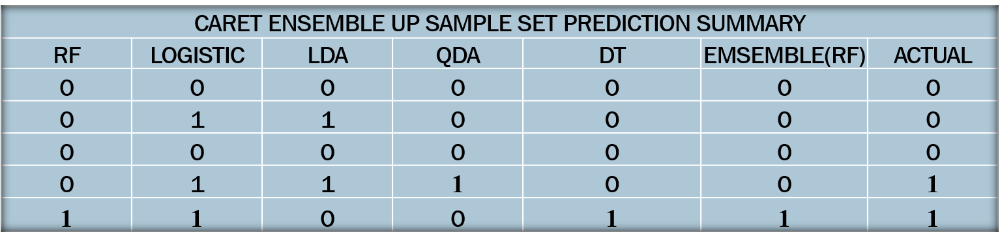 CARET ENSEMBLE UP SAMPLE SET PREDICTION SUMMARY
RF LOGISTIC LDA QDA DT EMSEMBLE(RF) ACTUAL
0 0 0 0 0 0 0
0 1 1 0 0 0 0
0 0 0 0 0 0 0
0 1 1 1 0 0 1
1 1 0 0 1 1 1